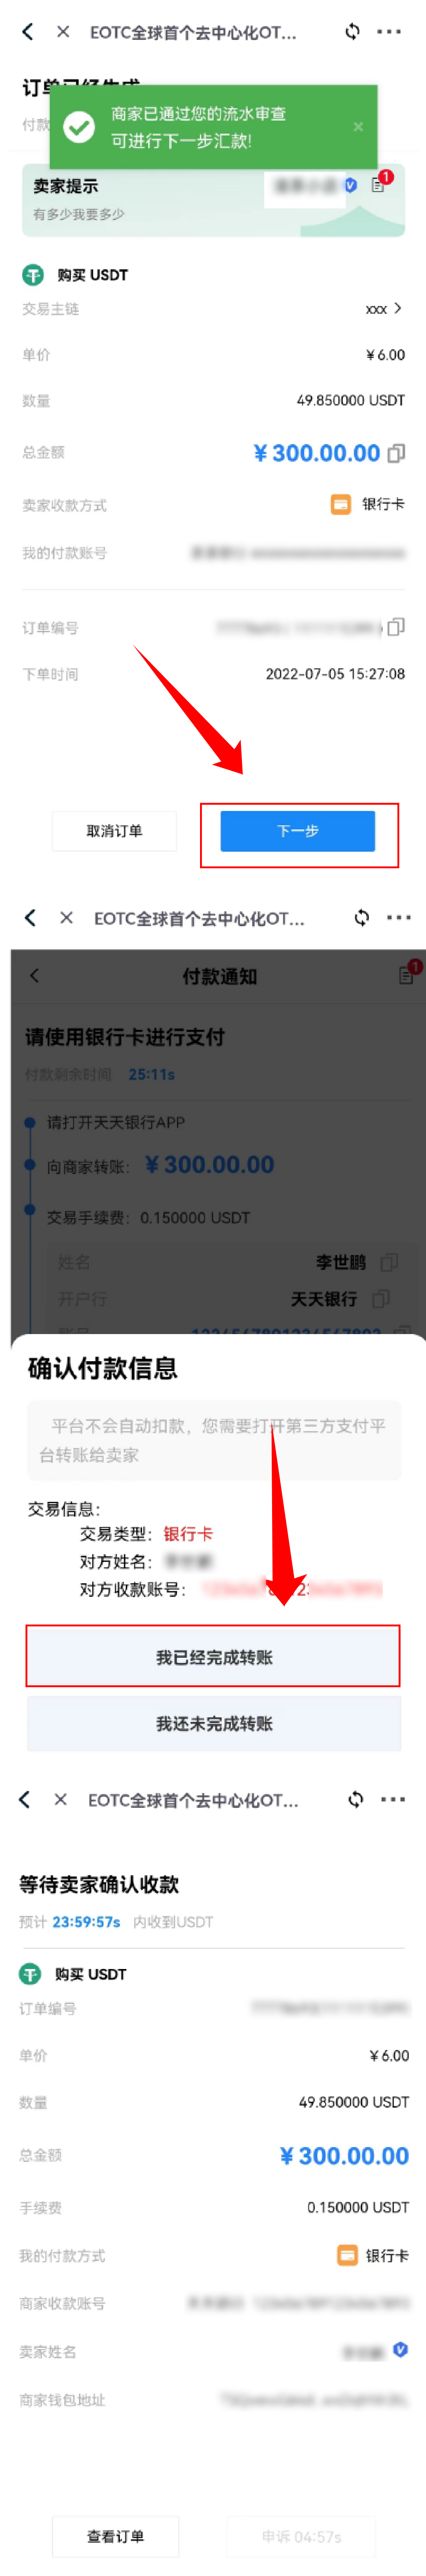 EOTC全球首个去中心化OT...
订单已经生成
商家已通过您的流水审查
可进行下一步汇款!
付款
卖家提示
1
有多少我要多少
购买 USDT
交易主链 xxx
单价 ¥6.00
数量 49.850000 USDT
总金额 ¥300.00.00
卖家收款方式 银行卡
我的付款账号
订单编号
下单时间 2022-07-05 15:27:08
取消订单 下一步
EOTC全球首个去中心化OT...
付款通知 1
请使用银行卡进行支付
付款剩余时间 25:11s
请打开天天银行APP
向商家转账: ¥300.00.00
交易手续费: 0.150000 USDT
姓名 李世鹏
开户行 天天银行
确认付款信息
平台不会自动扣款, 您需要打开第三方支付平
台转账给卖家
交易信息:
交易类型: 银行卡
对方姓名:
对方收款账号:
我已经完成转账
我还未完成转账
EOTC全球首个去中心化OT...
等待卖家确认收款
预计 23:59:57s 内收到USDT
购买 USDT
订单编号
单价 ¥6.00
数量 49.850000 USDT
总金额 ¥300.00.00
手续费 0.150000 USDT
我的付款方式 银行卡
商家收款账号
卖家姓名
商家钱包地址
查看订单 申诉 04:57s